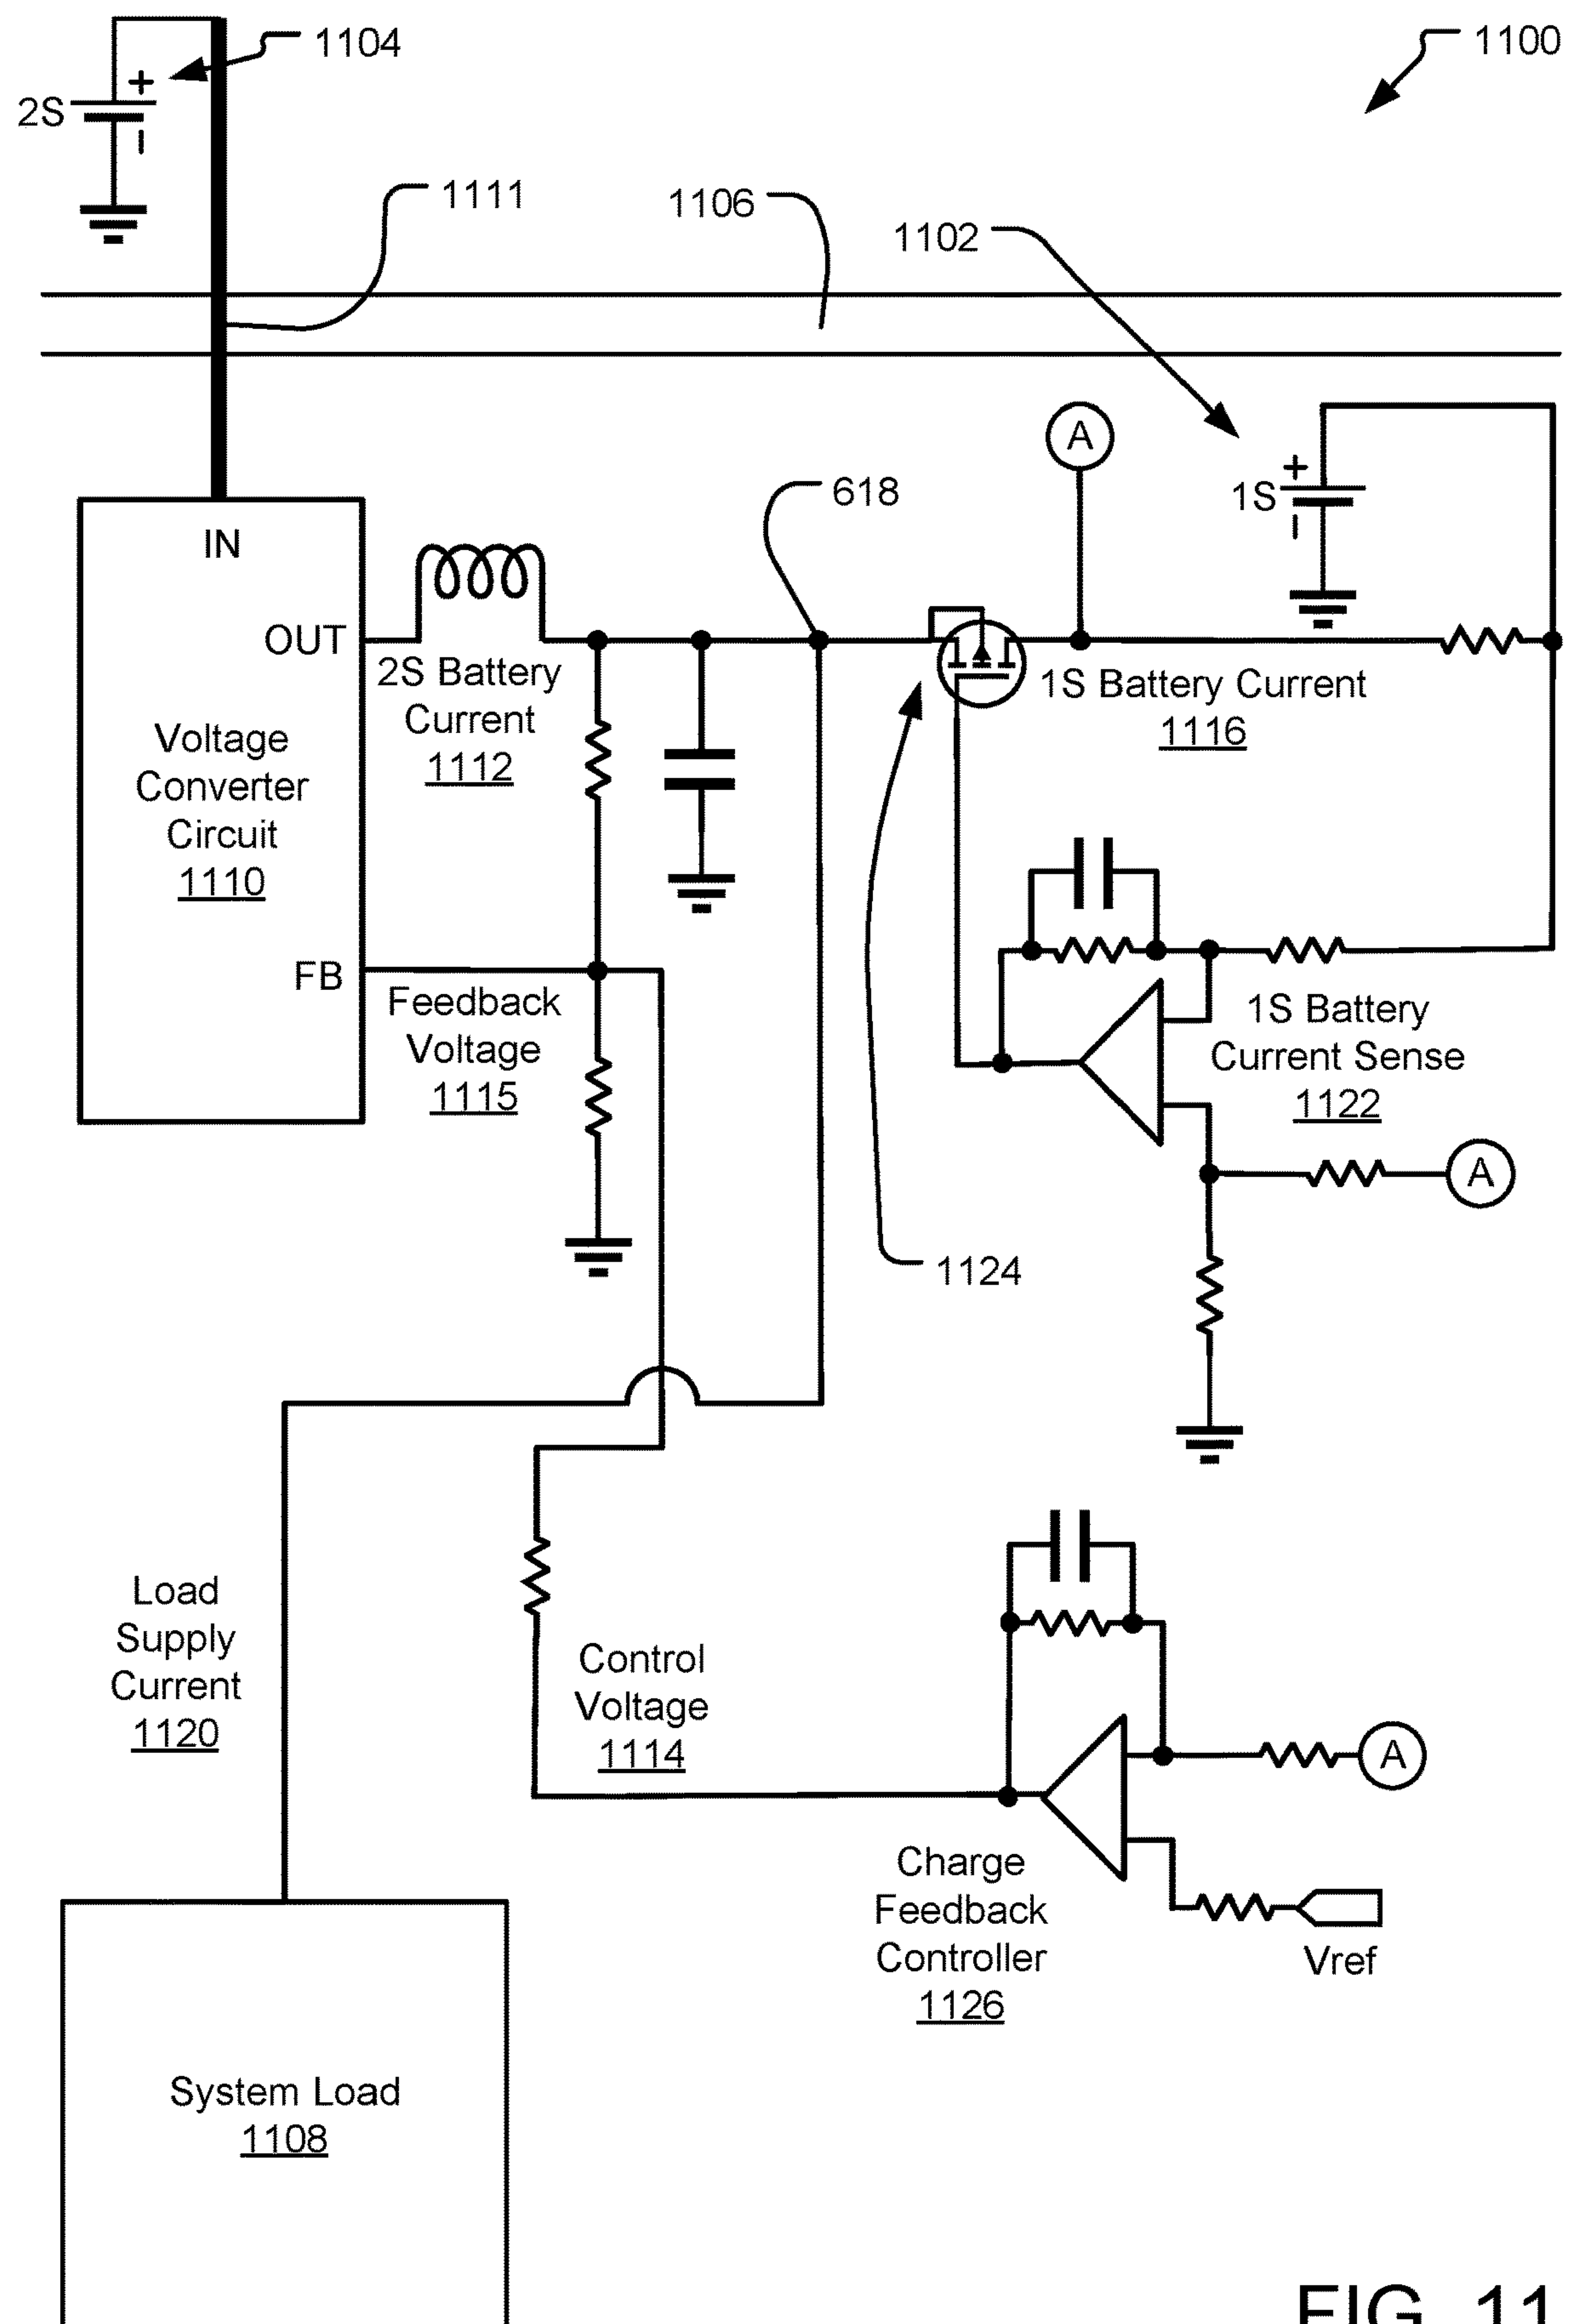 1104
1100
+
2S
−
1111
1106
1102
A
618
+
1S
−
IN
OUT
2S Battery
Current
1112
1S Battery Current
1116
Voltage
Converter
Circuit
1110
FB
Feedback
Voltage
1115
1S Battery
Current Sense
1122
A
1124
Load
Supply
Current
1120
Control
Voltage
1114
A
Charge
Feedback
Controller
1126
Vref
System Load
1108
FIG. 11